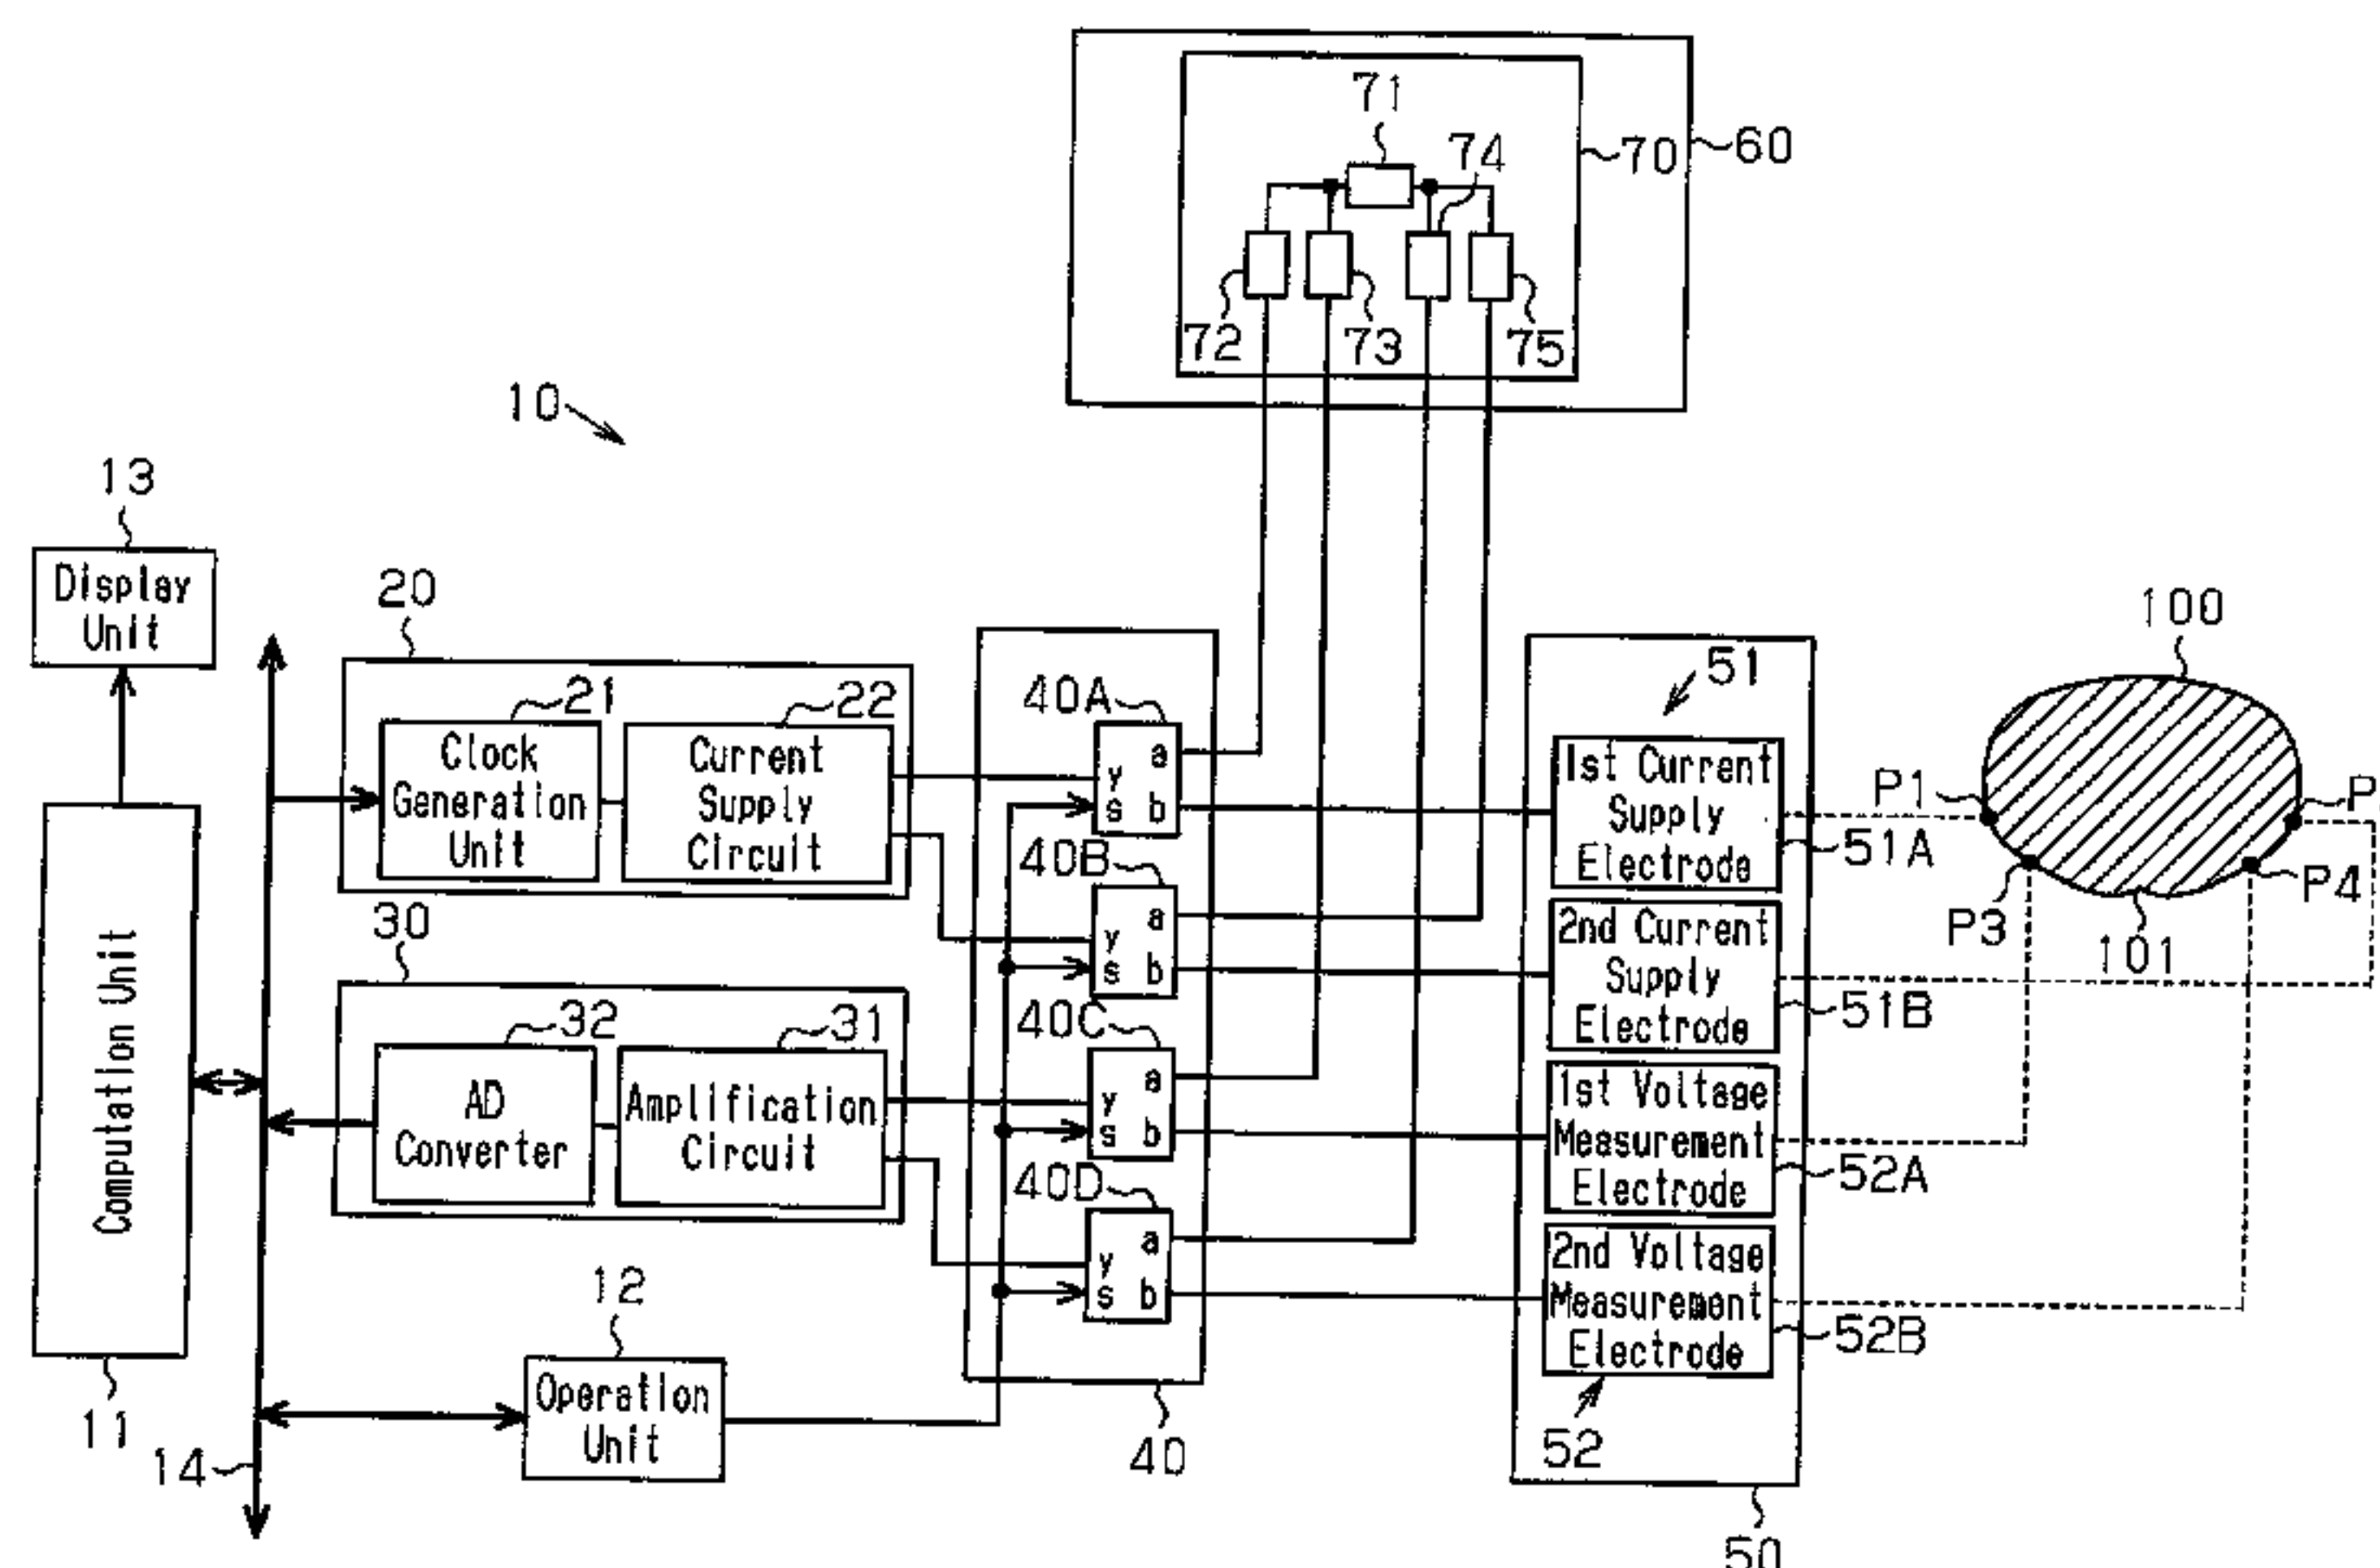 71
74
70
60
72
73
75
10
13
Display
Unit
20
100
51
21
22
40A
Clock
Generation
Unit
Current
Supply
Circuit
a
y
s
b
1st Current
Supply
Electrode
P1
P
51A
40B
P3
P4
101
30
a
y
s
b
2nd Current
Supply
Electrode
51B
Computation Unit
32
31
40C
AD
Converter
Amplification
Circuit
a
y
s
b
1st Voltage
Measurement
Electrode
52A
40D
a
y
s
b
2nd Voltage
Measurement
Electrode
52B
12
Operation
Unit
11
14
40
52
50